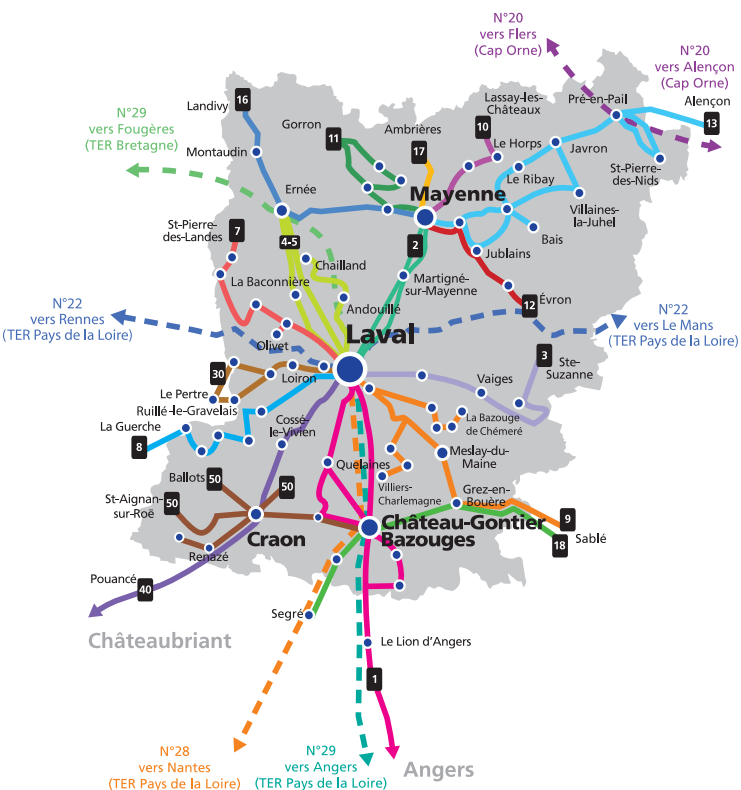 N°20
vers Flers
(Cap Orne)
N°20
vers Alençon
(Cap Orne)
N°29
vers Fougères
(TER Bretagne)
Landivy
16
Lassay-les-
Châteaux
Pré-en-Pail
Alençon
13
Gorron
11
Ambrières
17
10
Le Horps
Javron
Montaudin
Le Ribay
St-Pierre-
des-Nids
Ernée
Mayenne
Villaines-
la-Juhel
St-Pierre-
des-Landes
7
4-5
2
Bais
Jublains
Chailland
La Baconnière
Martigné-
sur-Mayenne
Andouillé
12
Évron
N°22
vers Rennes
(TER Pays de la Loire)
N°22
vers Le Mans
(TER Pays de la Loire)
Olivet
Laval
3
Ste-
Suzanne
30
Loiron
Vaiges
Le Pertre
Ruillé-le-Gravelais
La Guerche
8
Cossé-
le-Vivien
La Bazouge
de Chémeré
Meslay-du-
Maine
Ballots
50
50
Quelaines
Villiers-
Charlemagne
St-Aignan-
sur-Roë
50
Grez-en-
Bouère
9
Sablé
18
Craon
Château-Gontier
Bazouges
Renazé
Pouancé
40
Segré
Châteaubriant
Le Lion d'Angers
1
N°28
vers Nantes
(TER Pays de la Loire)
N°29
vers Angers
(TER Pays de la Loire)
Angers